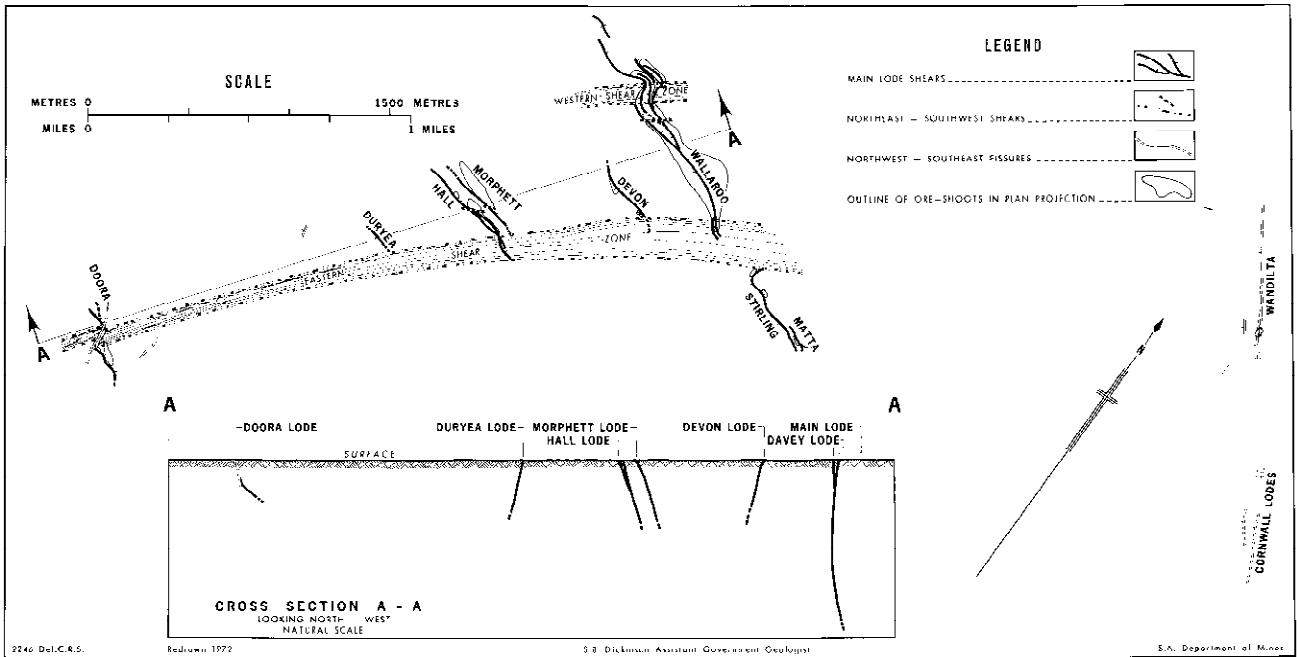 SCALE
METRES 0 1500 METRES
MILES 0 1 MILES
LEGEND
MAIN LODE SHEARS
NORTHEAST – SOUTHWEST SHEARS
NORTHWEST – SOUTHEAST FISSURES
OUTLINE OF ORE–SHOOTS IN PLAN PROJECTION
WESTERN SHEAR ZONE
A
WALLAROO
DEVON
MORPHETT
HALL
DURYEA
EASTERN SHEAR ZONE
DOORA
A
STIRLING
MATTA
WANDILTA
N
CORNWALL LODES
A A
DOORA LODE
DURYEA LODE
MORPHETT LODE
HALL LODE
DEVON LODE
MAIN LODE
DAVEY LODE
SURFACE
CROSS SECTION A - A
LOOKING NORTH WEST
NATURAL SCALE
2246 Del.C.R.S. Redrawn 1972 S.B. Dickinson Assistant Government Geologist S.A. Department of Mines